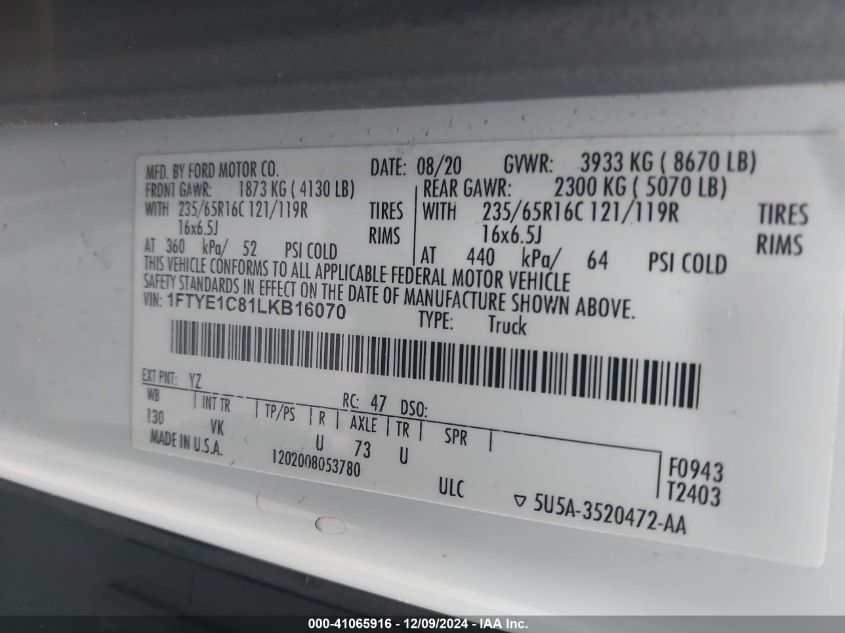 MFD. BY FORD MOTOR CO. DATE: 08/20 GVWR: 3933 KG ( 8670 LB)
FRONT GAWR: 1873 KG ( 4130 LB) REAR GAWR: 2300 KG ( 5070 LB)
WITH 235/65R16C 121/119R TIRES WITH 235/65R16C 121/119R TIRES
16x6.5J RIMS 16x6.5J RIMS
AT 360 kPa/ 52 PSI COLD AT 440 kPa/ 64 PSI COLD
THIS VEHICLE CONFORMS TO ALL APPLICABLE FEDERAL MOTOR VEHICLE
SAFETY STANDARDS IN EFFECT ON THE DATE OF MANUFACTURE SHOWN ABOVE.
VIN: 1FTYE1C81LKB16070 TYPE: Truck
EXT PNT: YZ RC: 47 DSO:
WB INT TR TP/PS R AXLE TR SPR
130 VK U 73 U F0943
MADE IN U.S.A. 1202008053780 T2403
ULC ▽ 5U5A-3520472-AA
000-41065916 - 12/09/2024 - IAA Inc.